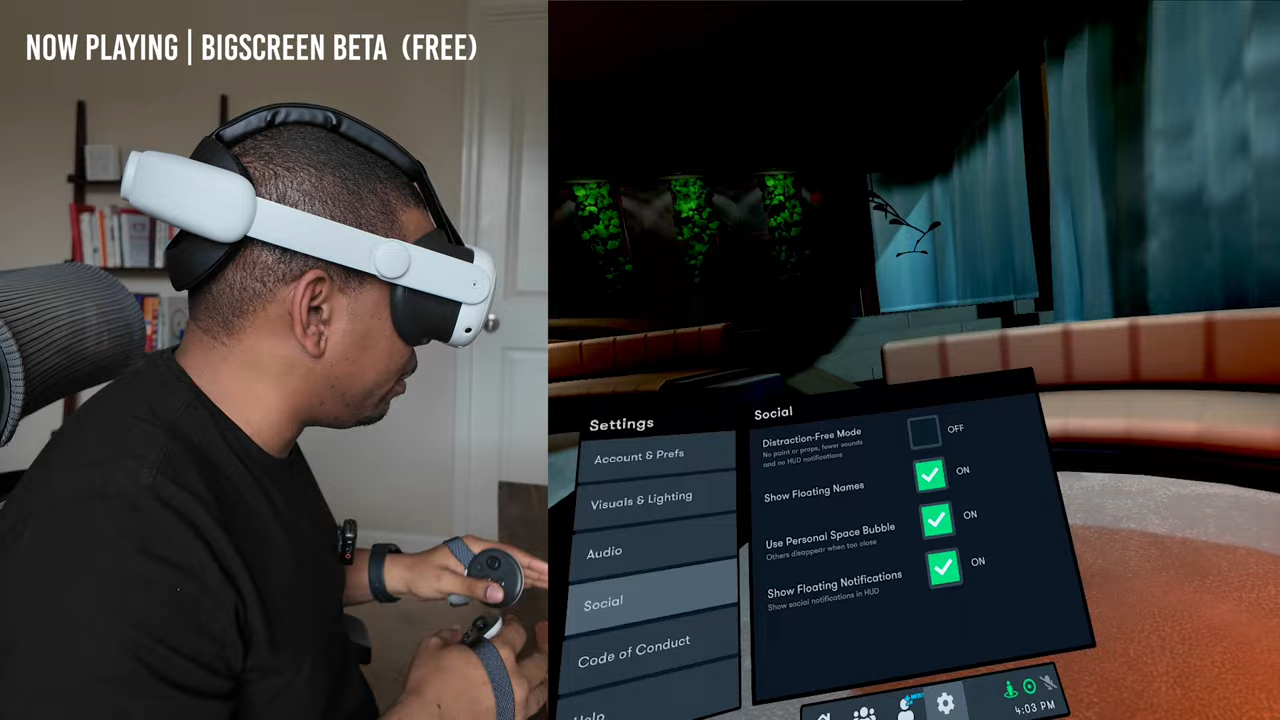 NOW PLAYING | BIGSCREEN BETA (FREE)
Settings
Account & Prefs
Visuals & Lighting
Audio
Social
Code of Conduct
Help
Social
Distraction-Free Mode
No paint or props, fewer sounds
and no HUD notifications
OFF
Show Floating Names
ON
Use Personal Space Bubble
Others disappear when too close
ON
Show Floating Notifications
Show social notifications in HUD
ON
4:03 PM